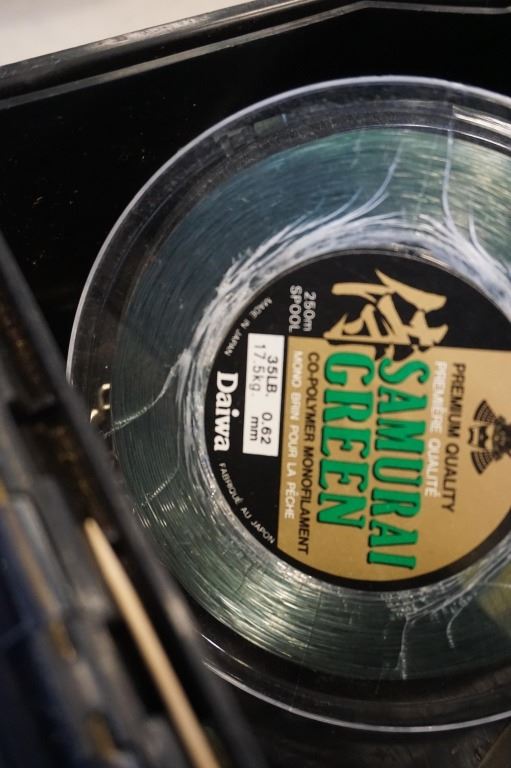 侍
250m
SPOOL
PREMIUM QUALITY
PREMIÈRE QUALITÉ
SAMURAI
GREEN
CO-POLYMER MONOFILAMENT
MONO BRIN POUR LA PÊCHE
35LB. 0.62
17.5kg. mm
Daiwa
MADE IN JAPAN
FABRIQUÉ AU JAPON